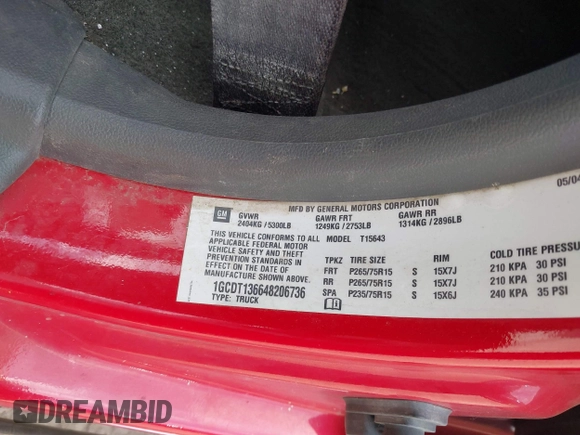 MFD BY GENERAL MOTORS CORPORATION
05/04
GM GVWR GAWR FRT GAWR RR
2404KG / 5300LB 1249KG / 2753LB 1314KG / 2896LB
THIS VEHICLE CONFORMS TO ALL MODEL T15643
APPLICABLE FEDERAL MOTOR
VEHICLE SAFETY AND THEFT
PREVENTION STANDARDS IN
EFFECT ON THE DATE OF
MANUFACTURE SHOWN ABOVE.
1GCDT136648206736
TYPE: TRUCK
TPKZ TIRE SIZE RIM COLD TIRE PRESSU
FRT P265/75R15 S 15X7J 210 KPA 30 PSI
RR P265/75R15 S 15X7J 210 KPA 30 PSI
SPA P235/75R15 S 15X6J 240 KPA 35 PSI
DREAMBID